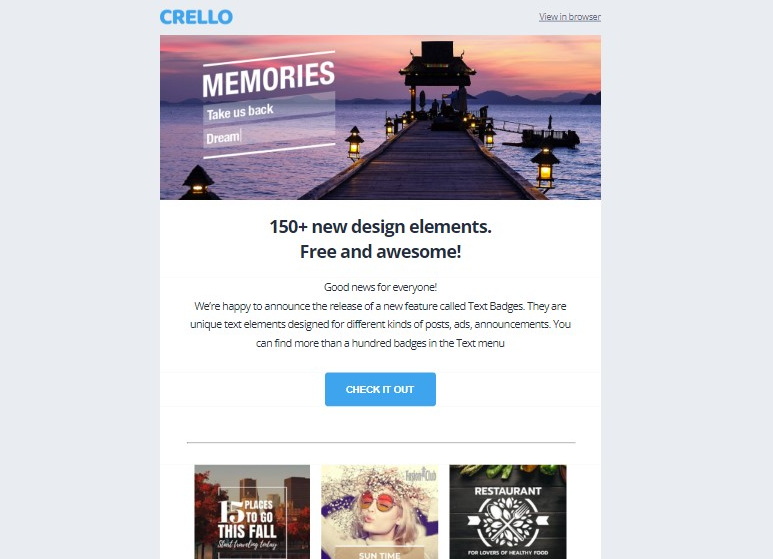 CRELLO
View in browser
MEMORIES
Take us back
Dream
150+ new design elements.
Free and awesome!
Good news for everyone!
We're happy to announce the release of a new feature called Text Badges. They are
unique text elements designed for different kinds of posts, ads, announcements. You
can find more than a hundred badges in the Text menu
CHECK IT OUT
15 PLACES
TO GO
THIS FALL
Start traveling today
Fusion Club
SUN TIME
RESTAURANT
FOR LOVERS OF HEALTHY FOOD